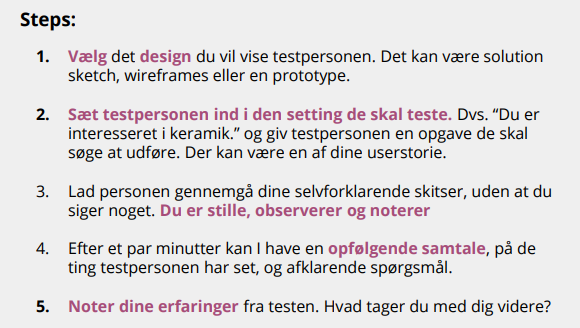 Steps:
1. Vælg det design du vil vise testpersonen. Det kan være solution
sketch, wireframes eller en prototype.
2. Sæt testpersonen ind i den setting de skal teste. Dvs. “Du er
interesseret i keramik.” og giv testpersonen en opgave de skal
søge at udføre. Der kan være en af dine userstorie.
3. Lad personen gennemgå dine selvforklarende skitser, uden at du
siger noget. Du er stille, observerer og noterer
4. Efter et par minutter kan I have en opfølgende samtale, på de
ting testpersonen har set, og afklarende spørgsmål.
5. Noter dine erfaringer fra testen. Hvad tager du med dig videre?